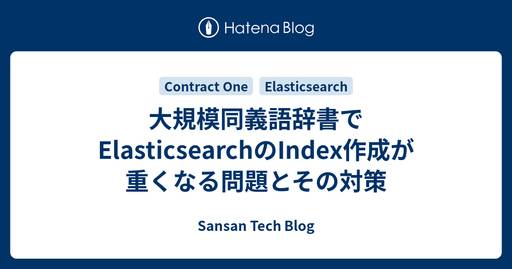 Hatena Blog
Contract One Elasticsearch
大規模同義語辞書で
ElasticsearchのIndex作成が
重くなる問題とその対策
Sansan Tech Blog